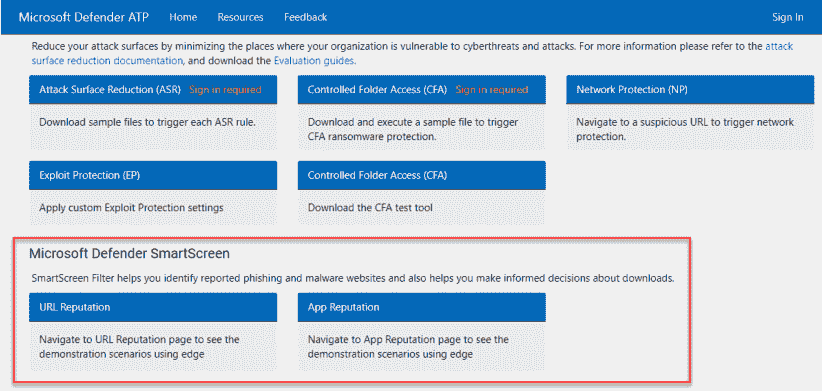 Microsoft Defender ATP Home Resources Feedback Sign In
Reduce your attack surfaces by minimizing the places where your organization is vulnerable to cyberthreats and attacks. For more information please refer to the attack
surface reduction documentation, and download the Evaluation guides.
Attack Surface Reduction (ASR) Sign in required
Download sample files to trigger each ASR rule.
Controlled Folder Access (CFA) Sign in required
Download and execute a sample file to trigger
CFA ransomware protection.
Network Protection (NP)
Navigate to a suspicious URL to trigger network
protection.
Exploit Protection (EP)
Apply custom Exploit Protection settings
Controlled Folder Access (CFA)
Download the CFA test tool
Microsoft Defender SmartScreen
SmartScreen Filter helps you identify reported phishing and malware websites and also helps you make informed decisions about downloads.
URL Reputation
Navigate to URL Reputation page to see the
demonstration scenarios using edge
App Reputation
Navigate to App Reputation page to see the
demonstration scenarios using edge